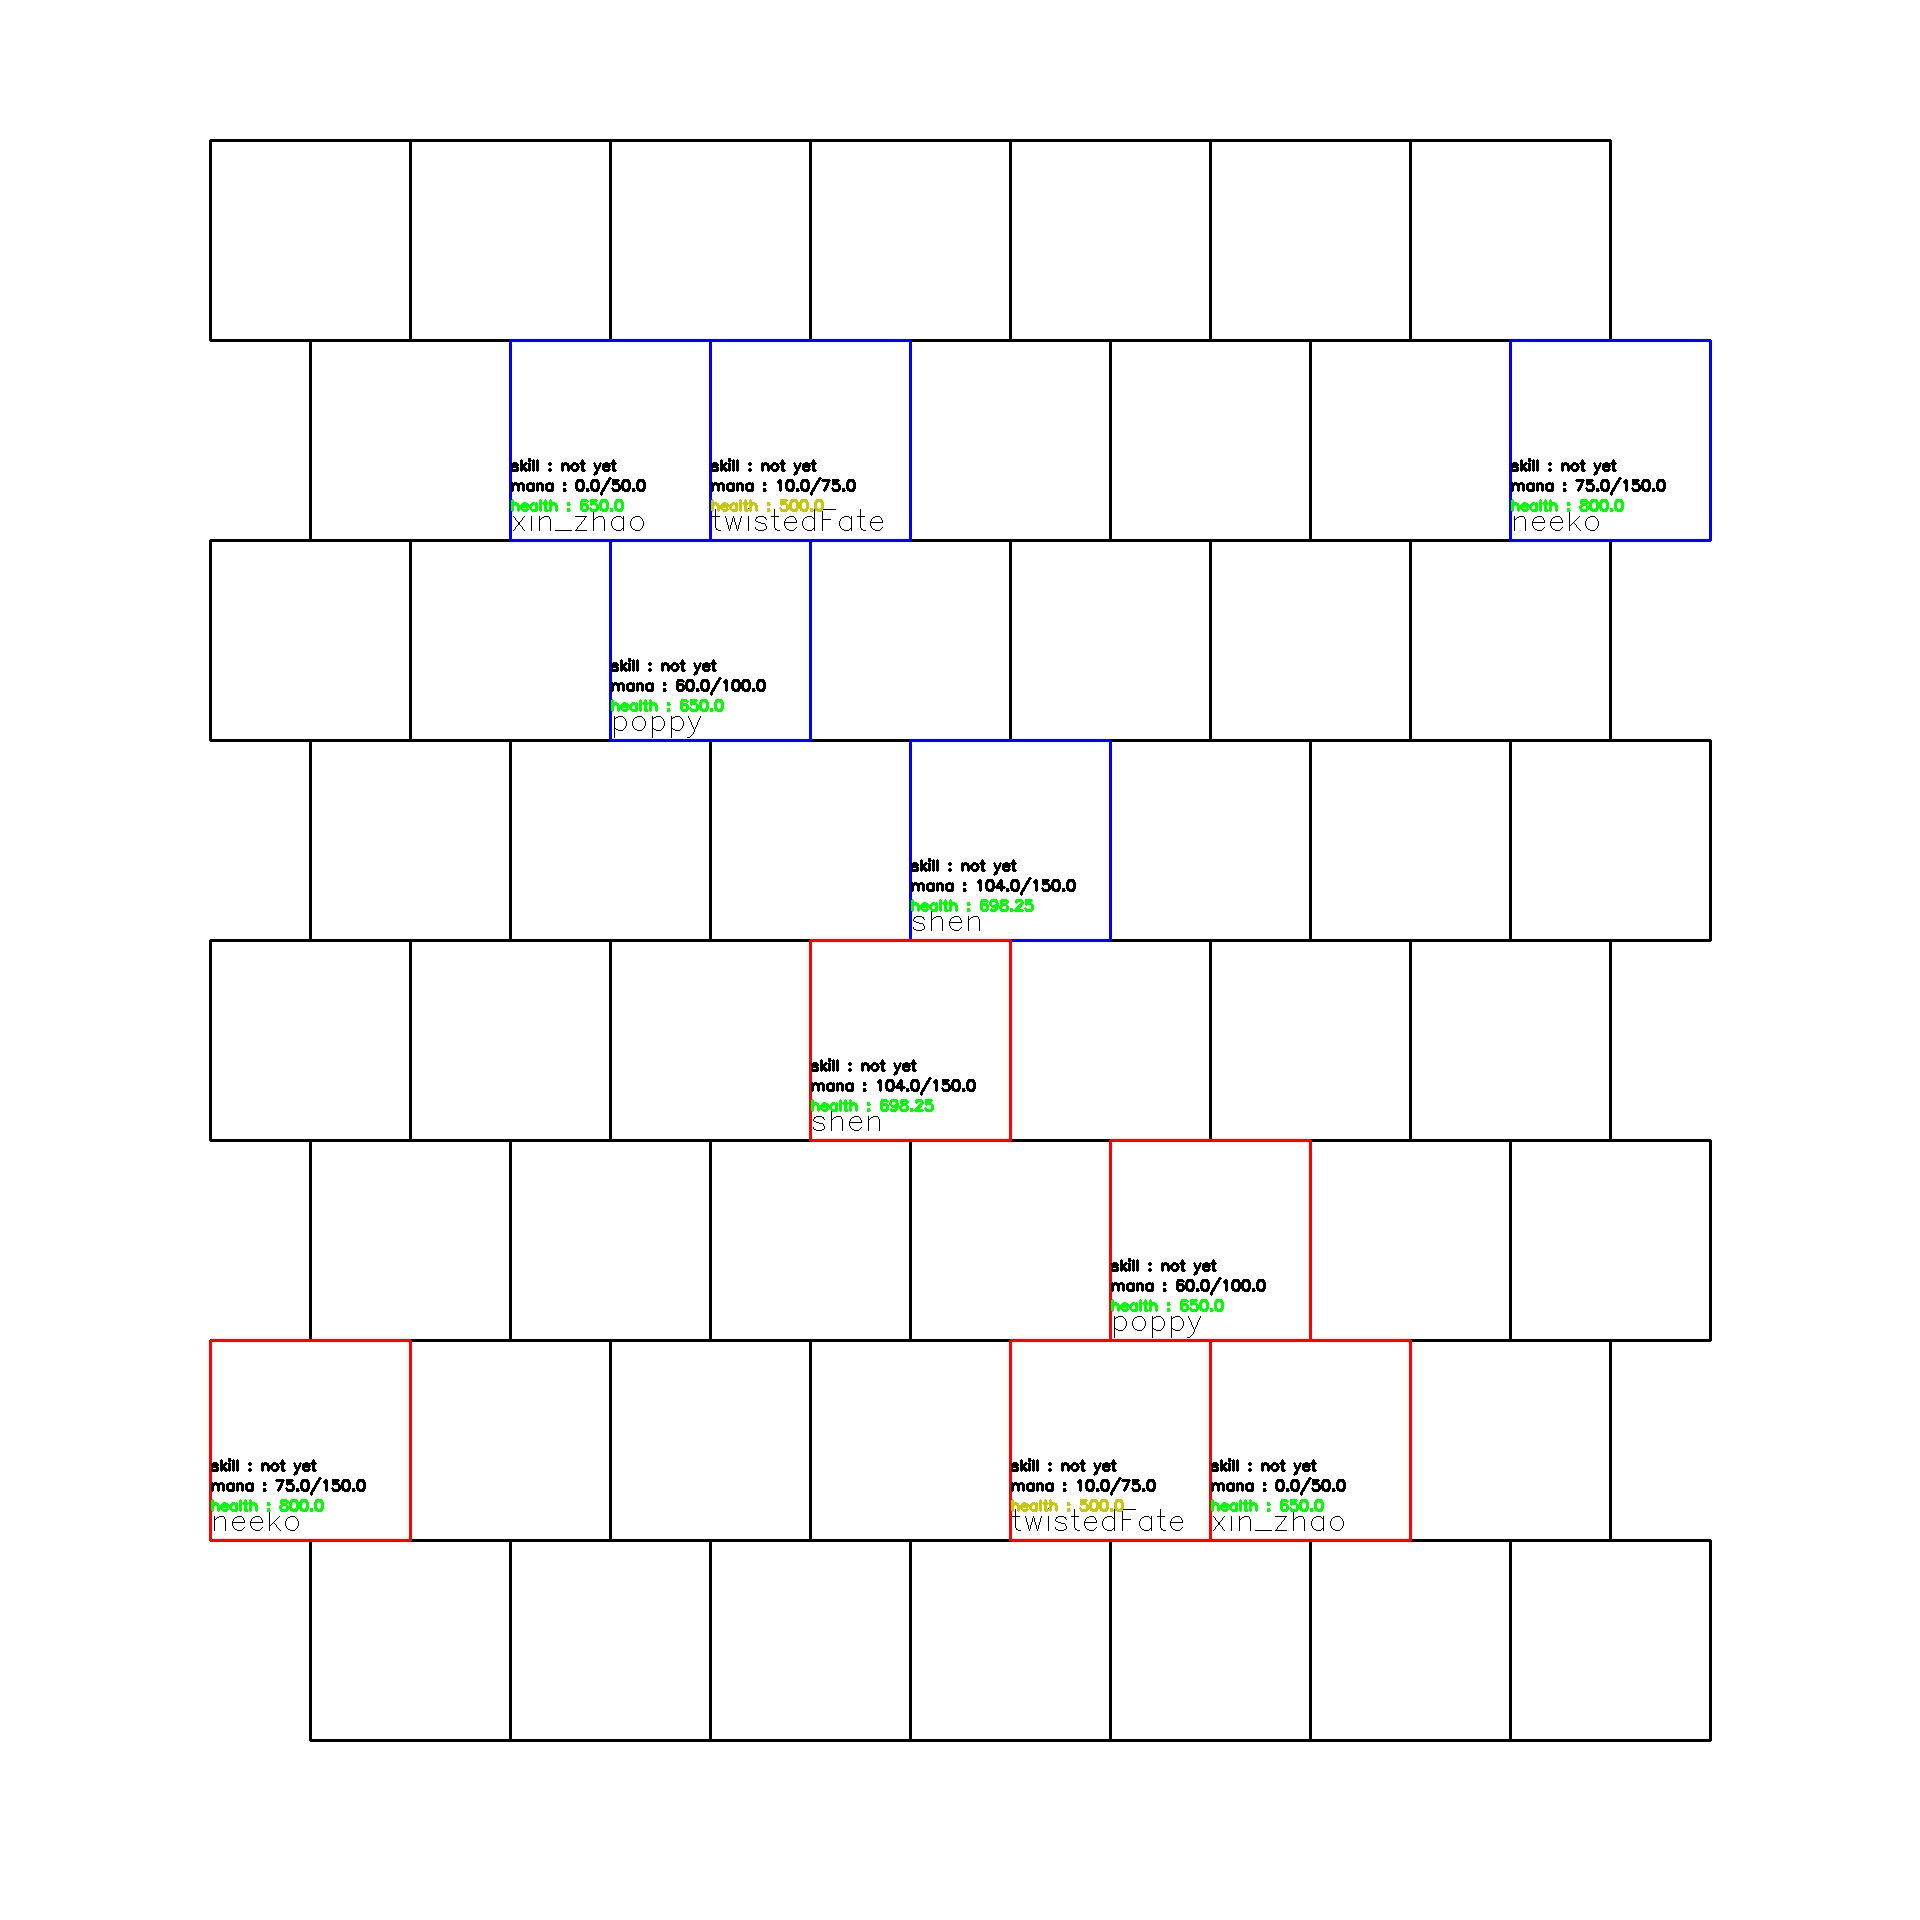 skill : not yet
mana : 0.0/50.0
health : 650.0
xin_zhao
skill : not yet
mana : 10.0/75.0
health : 500.0
twistedFate
skill : not yet
mana : 75.0/150.0
health : 800.0
neeko
skill : not yet
mana : 60.0/100.0
health : 650.0
poppy
skill : not yet
mana : 104.0/150.0
health : 698.25
shen
skill : not yet
mana : 104.0/150.0
health : 698.25
shen
skill : not yet
mana : 60.0/100.0
health : 650.0
poppy
skill : not yet
mana : 75.0/150.0
health : 800.0
neeko
skill : not yet
mana : 10.0/75.0
health : 500.0
twistedFate
skill : not yet
mana : 0.0/50.0
health : 650.0
xin_zhao